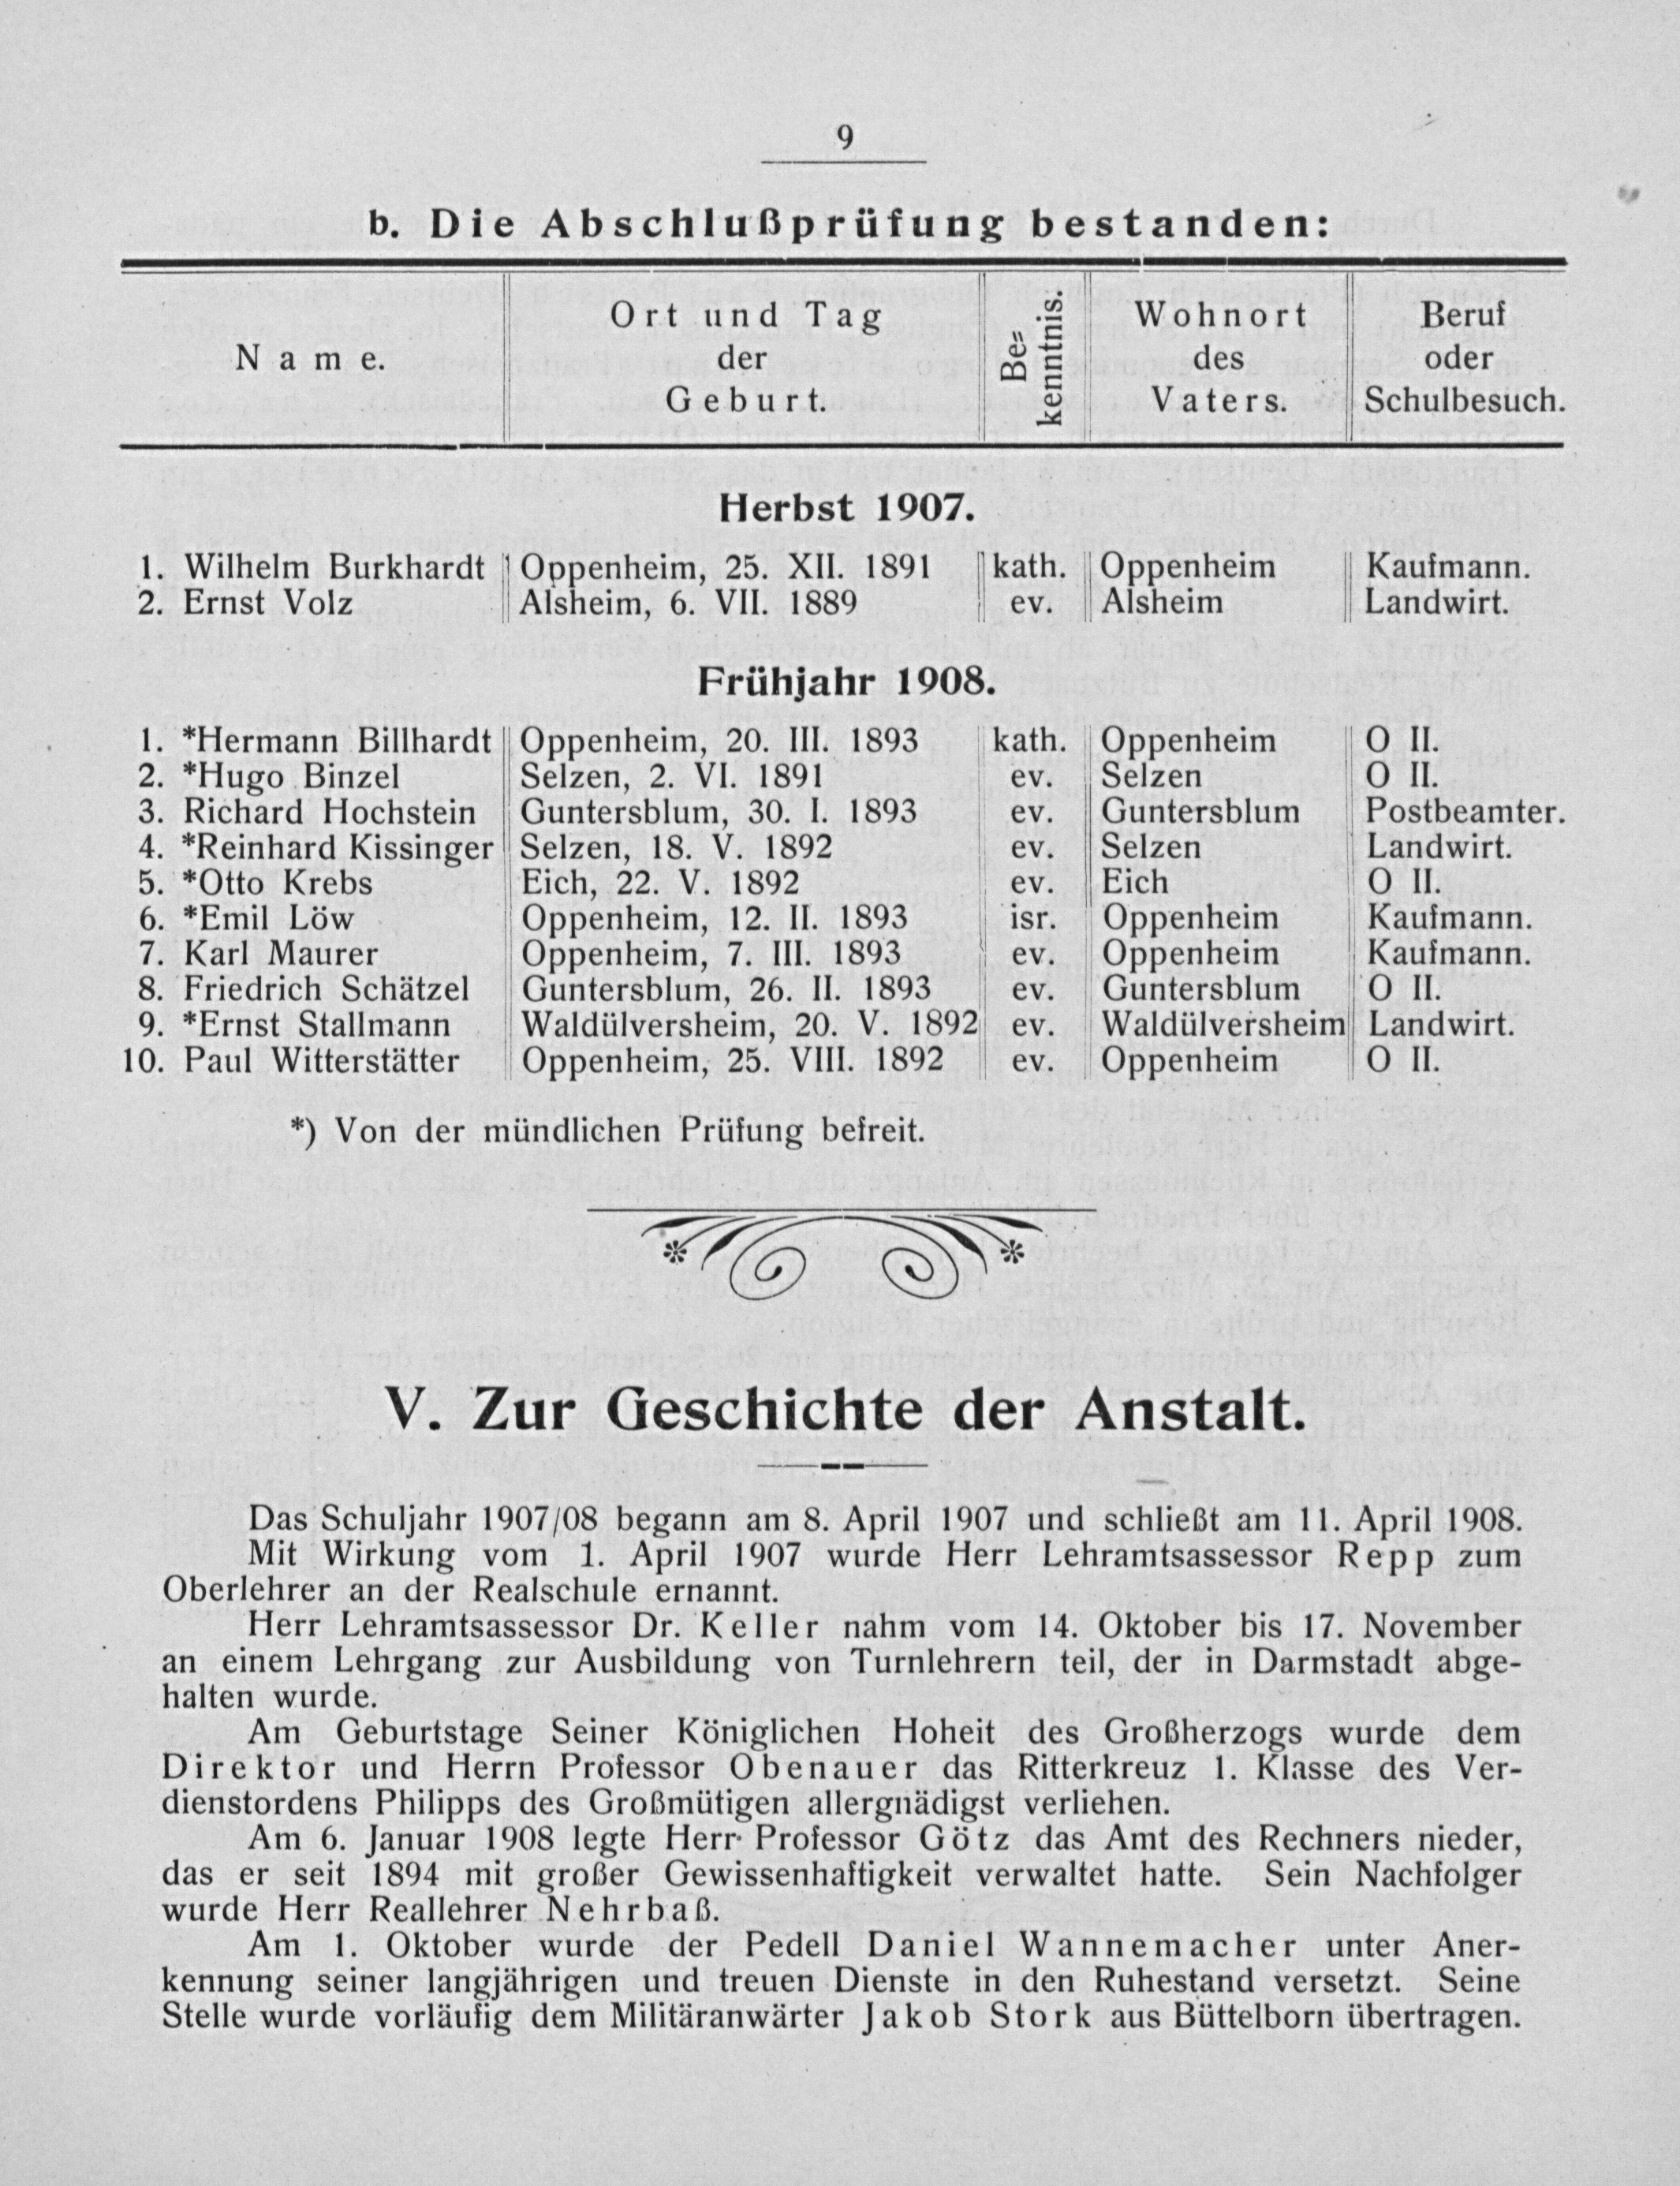 9
b. Die Abschlußprüfung bestanden:
Name.
Ort und Tag
der
Geburt.
Be-
kenntnis.
Wohnort
des
Vaters.
Beruf
oder
Schulbesuch.
Herbst 1907.
1. Wilhelm Burkhardt Oppenheim, 25. XII. 1891 kath. Oppenheim Kaufmann.
2. Ernst Volz Alsheim, 6. VII. 1889 ev. Alsheim Landwirt.
Frühjahr 1908.
1. *Hermann Billhardt Oppenheim, 20. III. 1893 kath. Oppenheim O II.
2. *Hugo Binzel Selzen, 2. VI. 1891 ev. Selzen O II.
3. Richard Hochstein Guntersblum, 30. I. 1893 ev. Guntersblum Postbeamter.
4. *Reinhard Kissinger Selzen, 18. V. 1892 ev. Selzen Landwirt.
5. *Otto Krebs Eich, 22. V. 1892 ev. Eich O II.
6. *Emil Löw Oppenheim, 12. II. 1893 isr. Oppenheim Kaufmann.
7. Karl Maurer Oppenheim, 7. III. 1893 ev. Oppenheim Kaufmann.
8. Friedrich Schätzel Guntersblum, 26. II. 1893 ev. Guntersblum O II.
9. *Ernst Stallmann Waldülversheim, 20. V. 1892 ev. Waldülversheim Landwirt.
10. Paul Witterstätter Oppenheim, 25. VIII. 1892 ev. Oppenheim O II.
*) Von der mündlichen Prüfung befreit.
V. Zur Geschichte der Anstalt.
Das Schuljahr 1907/08 begann am 8. April 1907 und schließt am 11. April 1908.
Mit Wirkung vom 1. April 1907 wurde Herr Lehramtsassessor Repp zum
Oberlehrer an der Realschule ernannt.
Herr Lehramtsassessor Dr. Keller nahm vom 14. Oktober bis 17. November
an einem Lehrgang zur Ausbildung von Turnlehrern teil, der in Darmstadt abge-
halten wurde.
Am Geburtstage Seiner Königlichen Hoheit des Großherzogs wurde dem
Direktor und Herrn Professor Obenauer das Ritterkreuz 1. Klasse des Ver-
dienstordens Philipps des Großmütigen allergnädigst verliehen.
Am 6. Januar 1908 legte Herr Professor Götz das Amt des Rechners nieder,
das er seit 1894 mit großer Gewissenhaftigkeit verwaltet hatte. Sein Nachfolger
wurde Herr Reallehrer Nehrbaß.
Am 1. Oktober wurde der Pedell Daniel Wannemacher unter Aner-
kennung seiner langjährigen und treuen Dienste in den Ruhestand versetzt. Seine
Stelle wurde vorläufig dem Militäranwärter Jakob Stork aus Büttelborn übertragen.